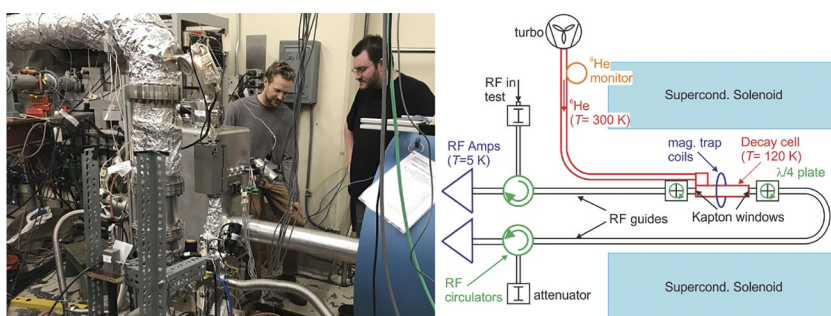 turbo
⁶He
monitor
RF in
test
⁶He
(T= 300 K)
Supercond. Solenoid
RF Amps
(T=5 K)
mag. trap
coils
Decay cell
(T= 120 K)
λ/4 plate
RF guides
Kapton windows
RF
circulators
attenuator
Supercond. Solenoid